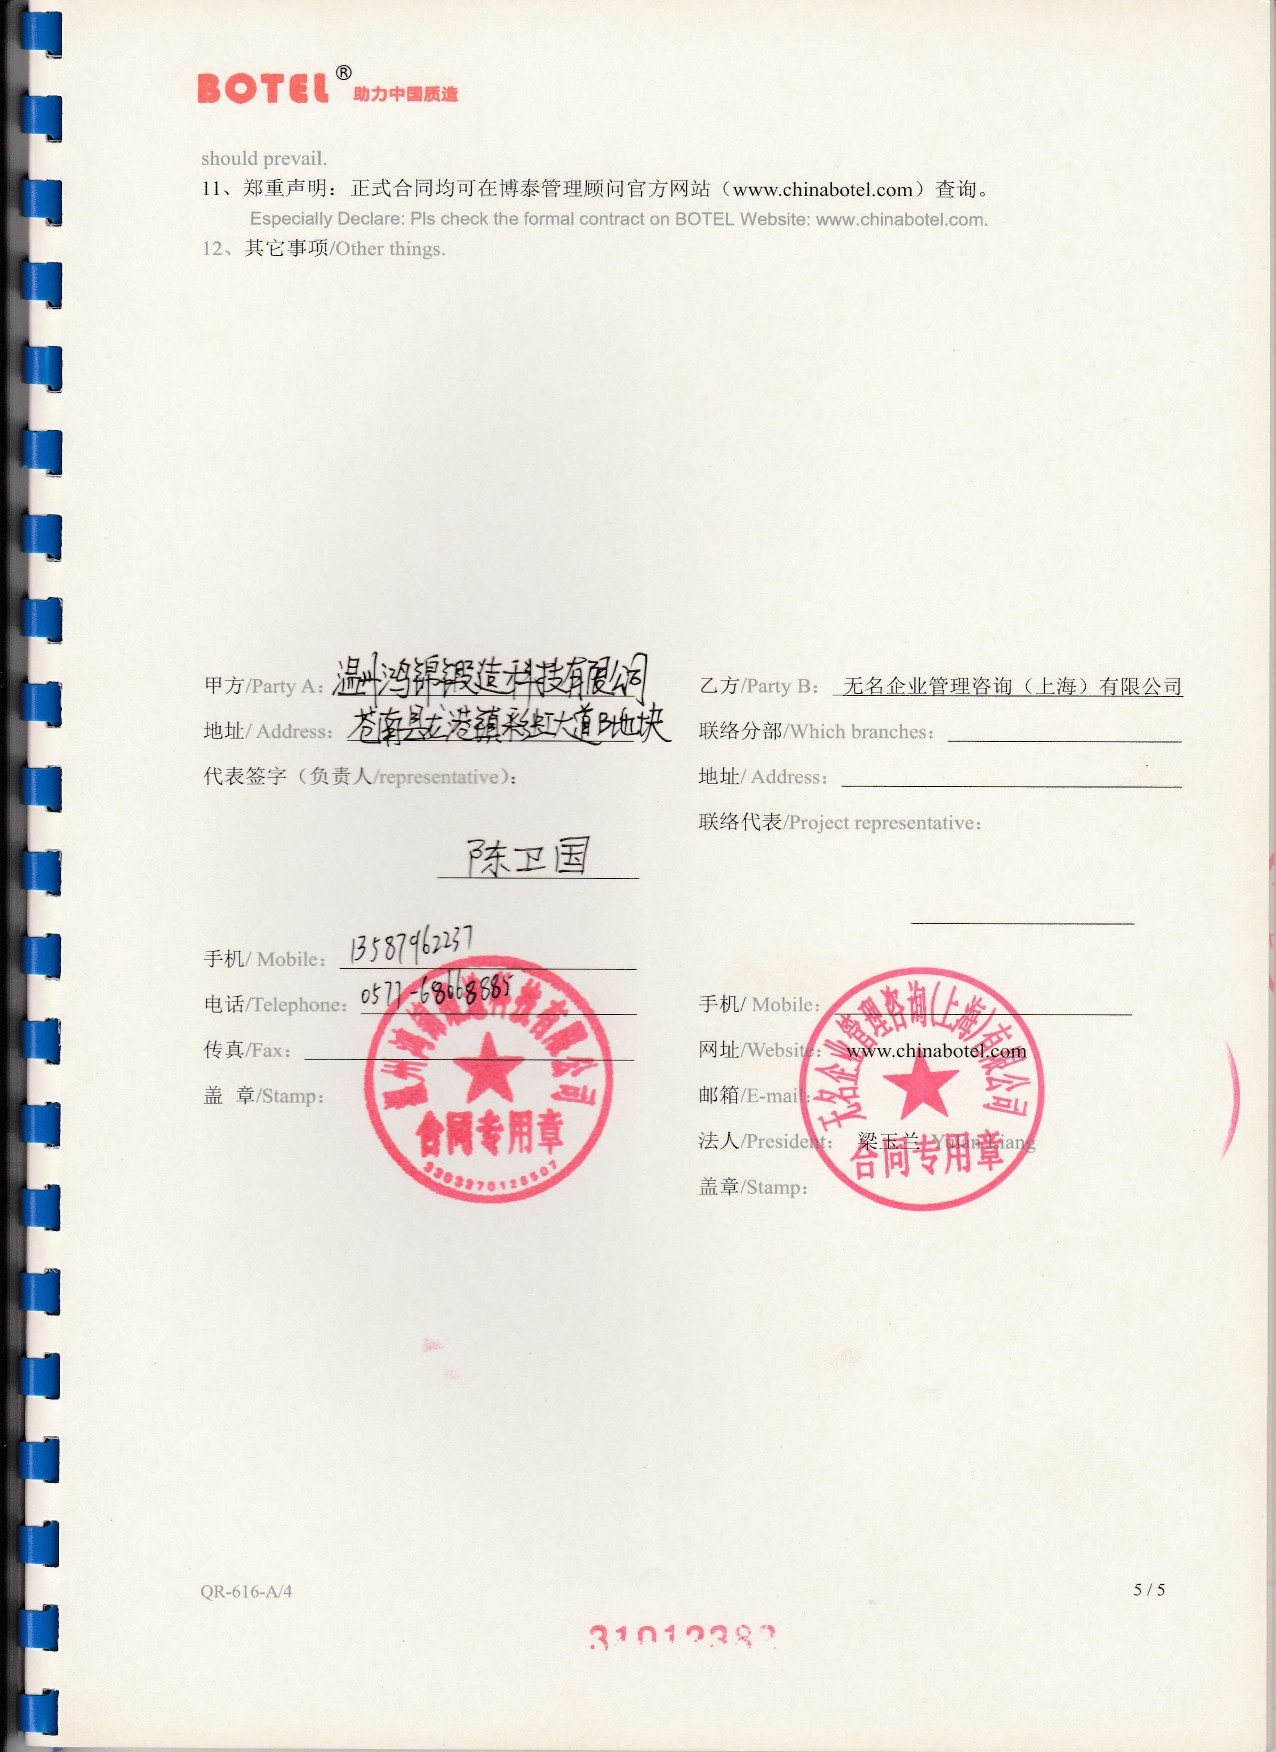 BOTEL® 助力中国质造
should prevail.
11、郑重声明：正式合同均可在博泰管理顾问官方网站（www.chinabotel.com）查询。
Especially Declare: Pls check the formal contract on BOTEL Website: www.chinabotel.com.
12、其它事项/Other things.
甲方/Party A：温州鸿锦锻造科技有限公司
地址/ Address：苍南县龙港镇彩虹大道B地块
代表签字（负责人/representative）：
陈卫国
手机/ Mobile：13587962237
电话/Telephone：0577-68668885
传真/Fax：
盖 章/Stamp：
合同专用章
乙方/Party B：无名企业管理咨询（上海）有限公司
联络分部/Which branches：
地址/ Address：
联络代表/Project representative：
手机/ Mobile：
网址/Website：www.chinabotel.com
邮箱/E-mail：
法人/President：梁玉兰 Yulan Liang
盖章/Stamp：
无名企业管理咨询(上海)有限公司
合同专用章
QR-616-A/4
5 / 5